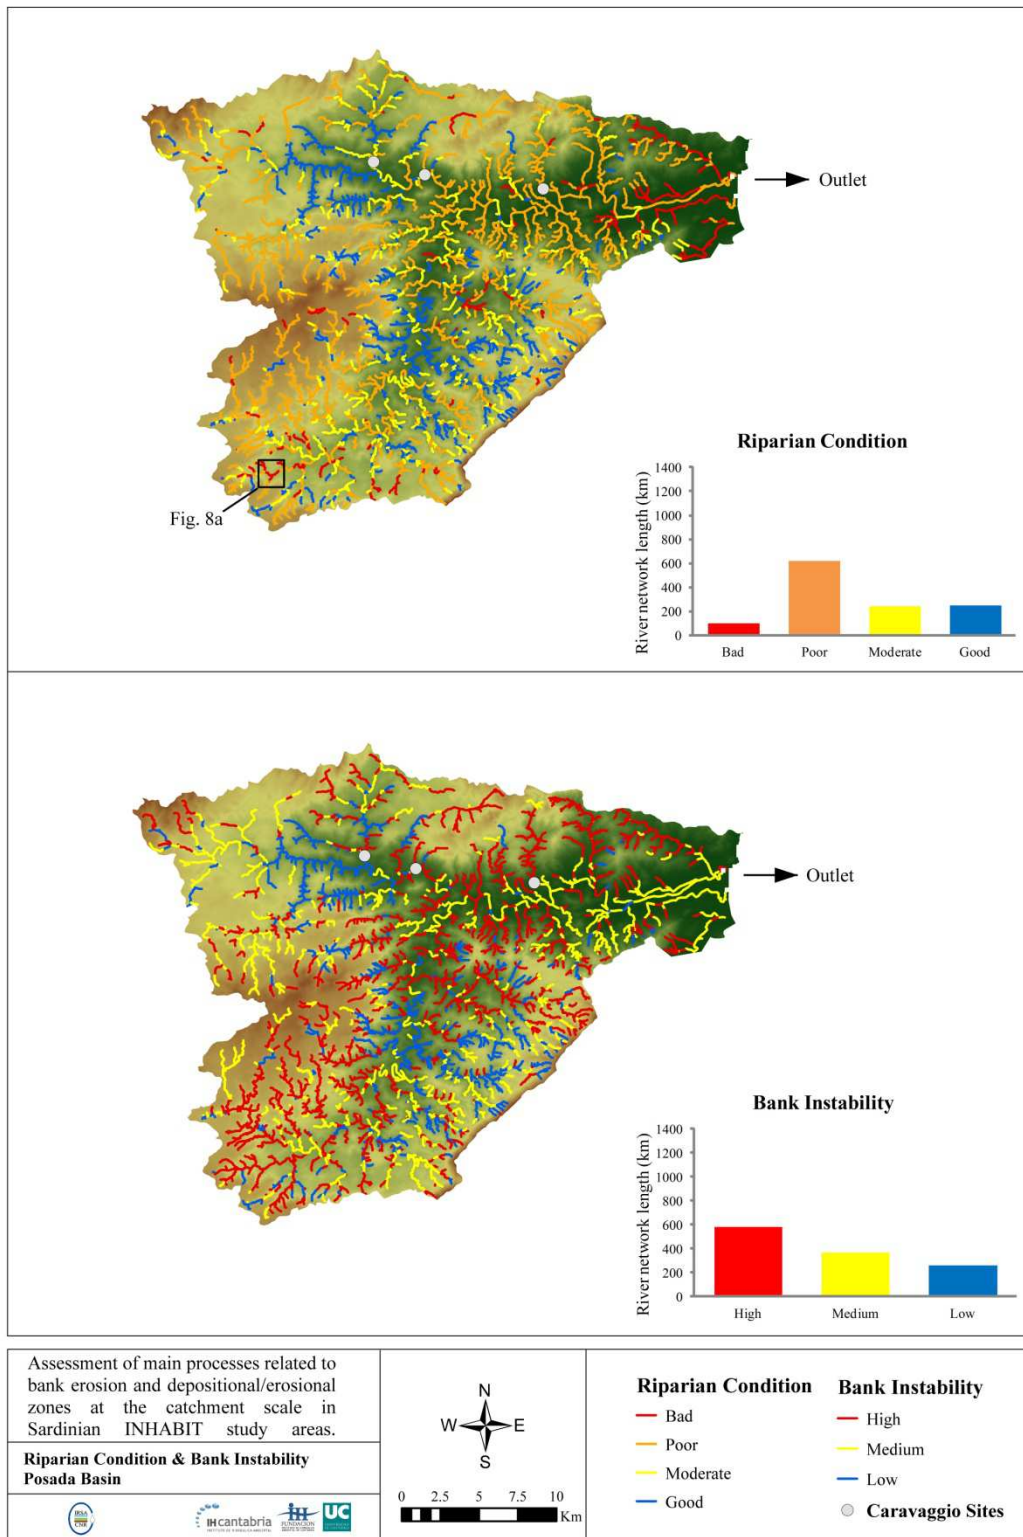 Outlet
Fig. 8a
Riparian Condition
River network length (km)
1400
1200
1000
800
600
400
200
0
Bad
Poor
Moderate
Good
Outlet
Bank Instability
River network length (km)
1400
1200
1000
800
600
400
200
0
High
Medium
Low
Assessment of main processes related to
bank erosion and depositional/erosional
zones at the catchment scale in
Sardinian INHABIT study areas.
Riparian Condition & Bank Instability
Posada Basin
IHcantabria
FUNDACION
UC
N
W
E
S
0 2.5 5 7.5 10
Km
Riparian Condition
Bad
Poor
Moderate
Good
Bank Instability
High
Medium
Low
Caravaggio Sites